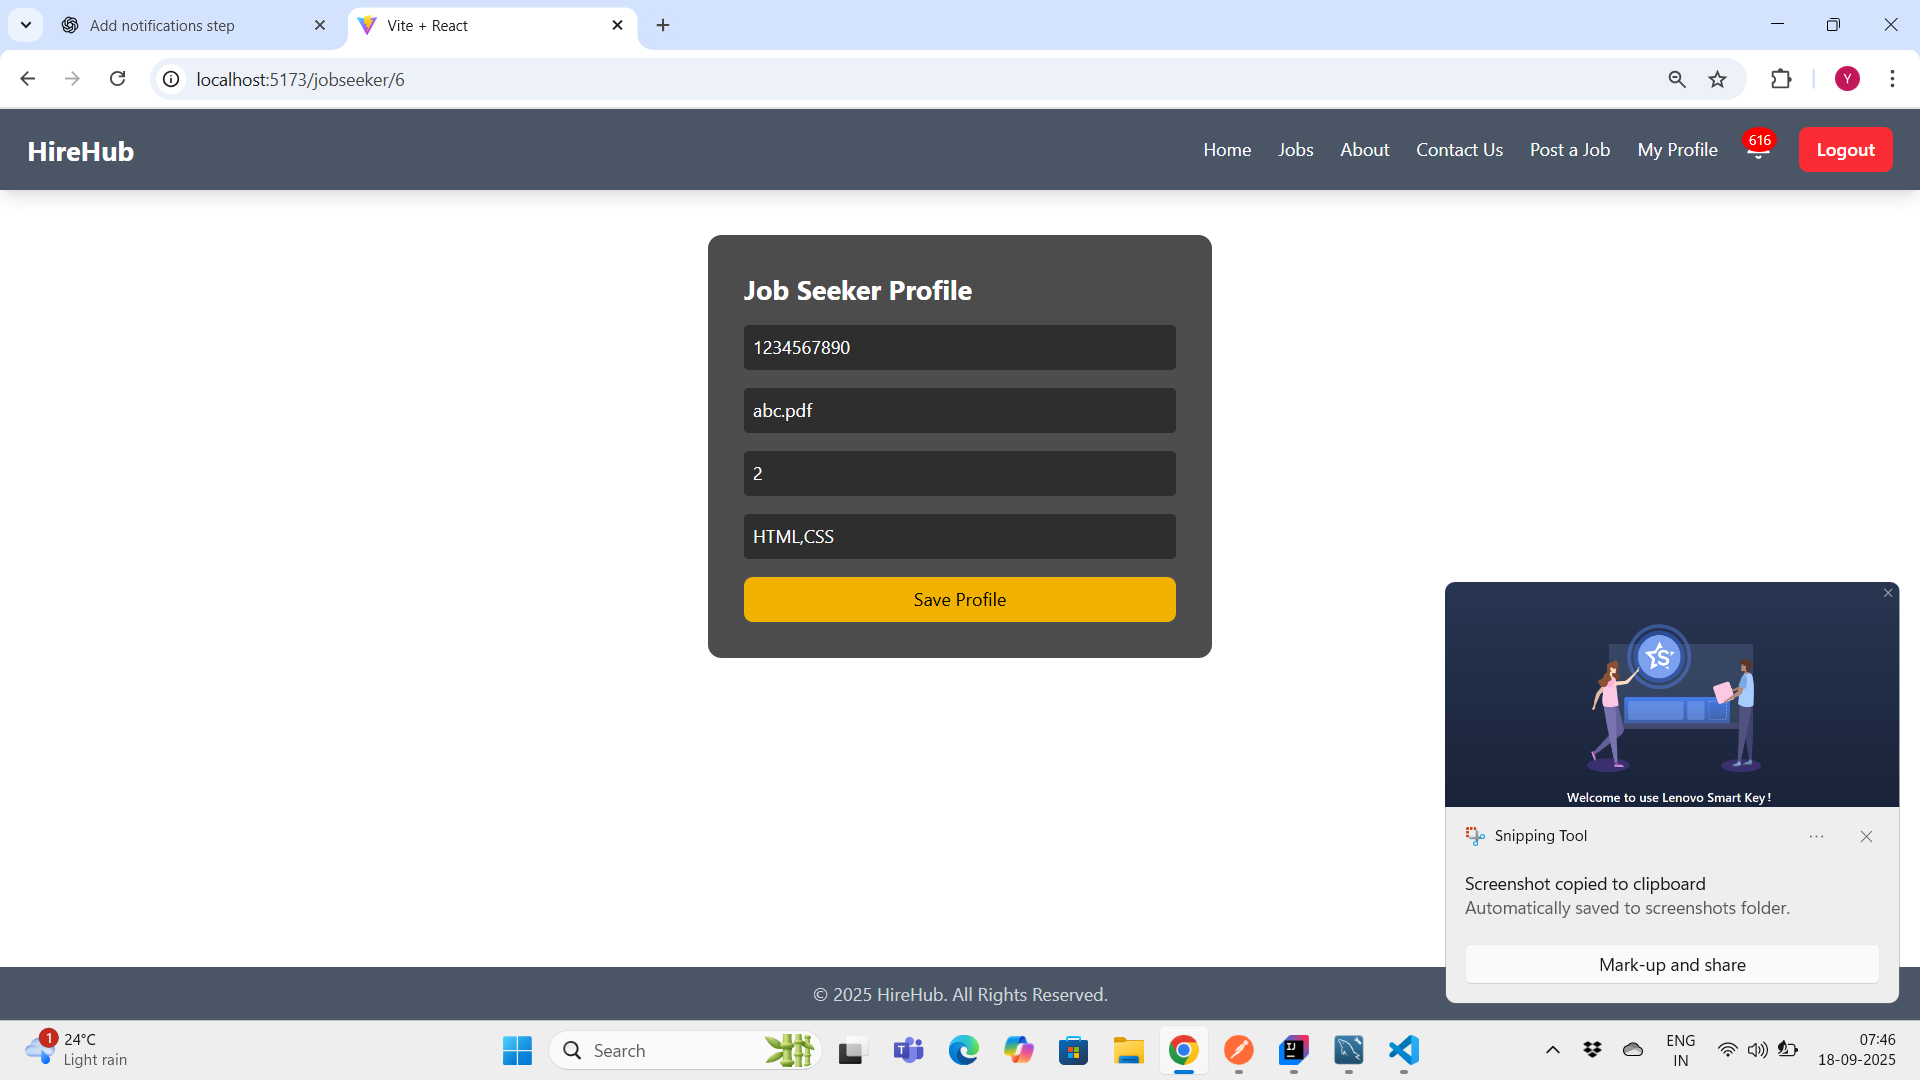 Add notifications step
Vite + React
localhost:5173/jobseeker/6
Y
HireHub
Home Jobs About Contact Us Post a Job My Profile 616 Logout
Job Seeker Profile
1234567890
abc.pdf
2
HTML,CSS
Save Profile
S
Welcome to use Lenovo Smart Key!
Snipping Tool
Screenshot copied to clipboard
Automatically saved to screenshots folder.
Mark-up and share
© 2025 HireHub. All Rights Reserved.
1
24°C
Light rain
Search
ENG
IN
07:46
18-09-2025